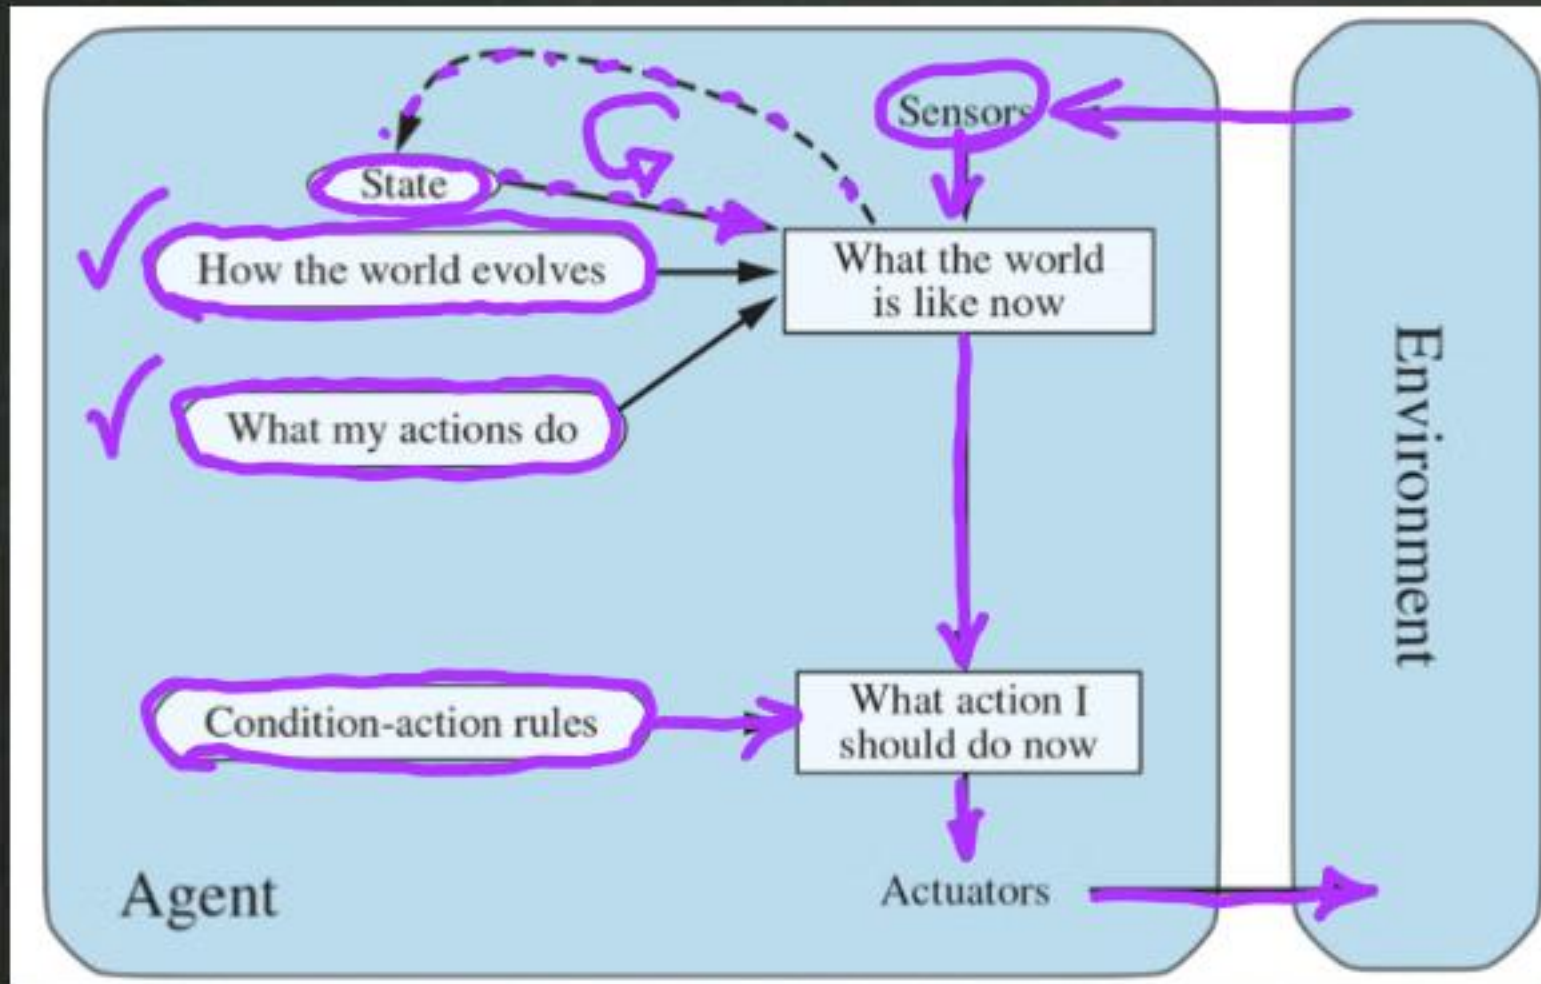 Sensors
State
How the world evolves
What the world
is like now
What my actions do
Environment
Condition-action rules
What action I
should do now
Agent
Actuators